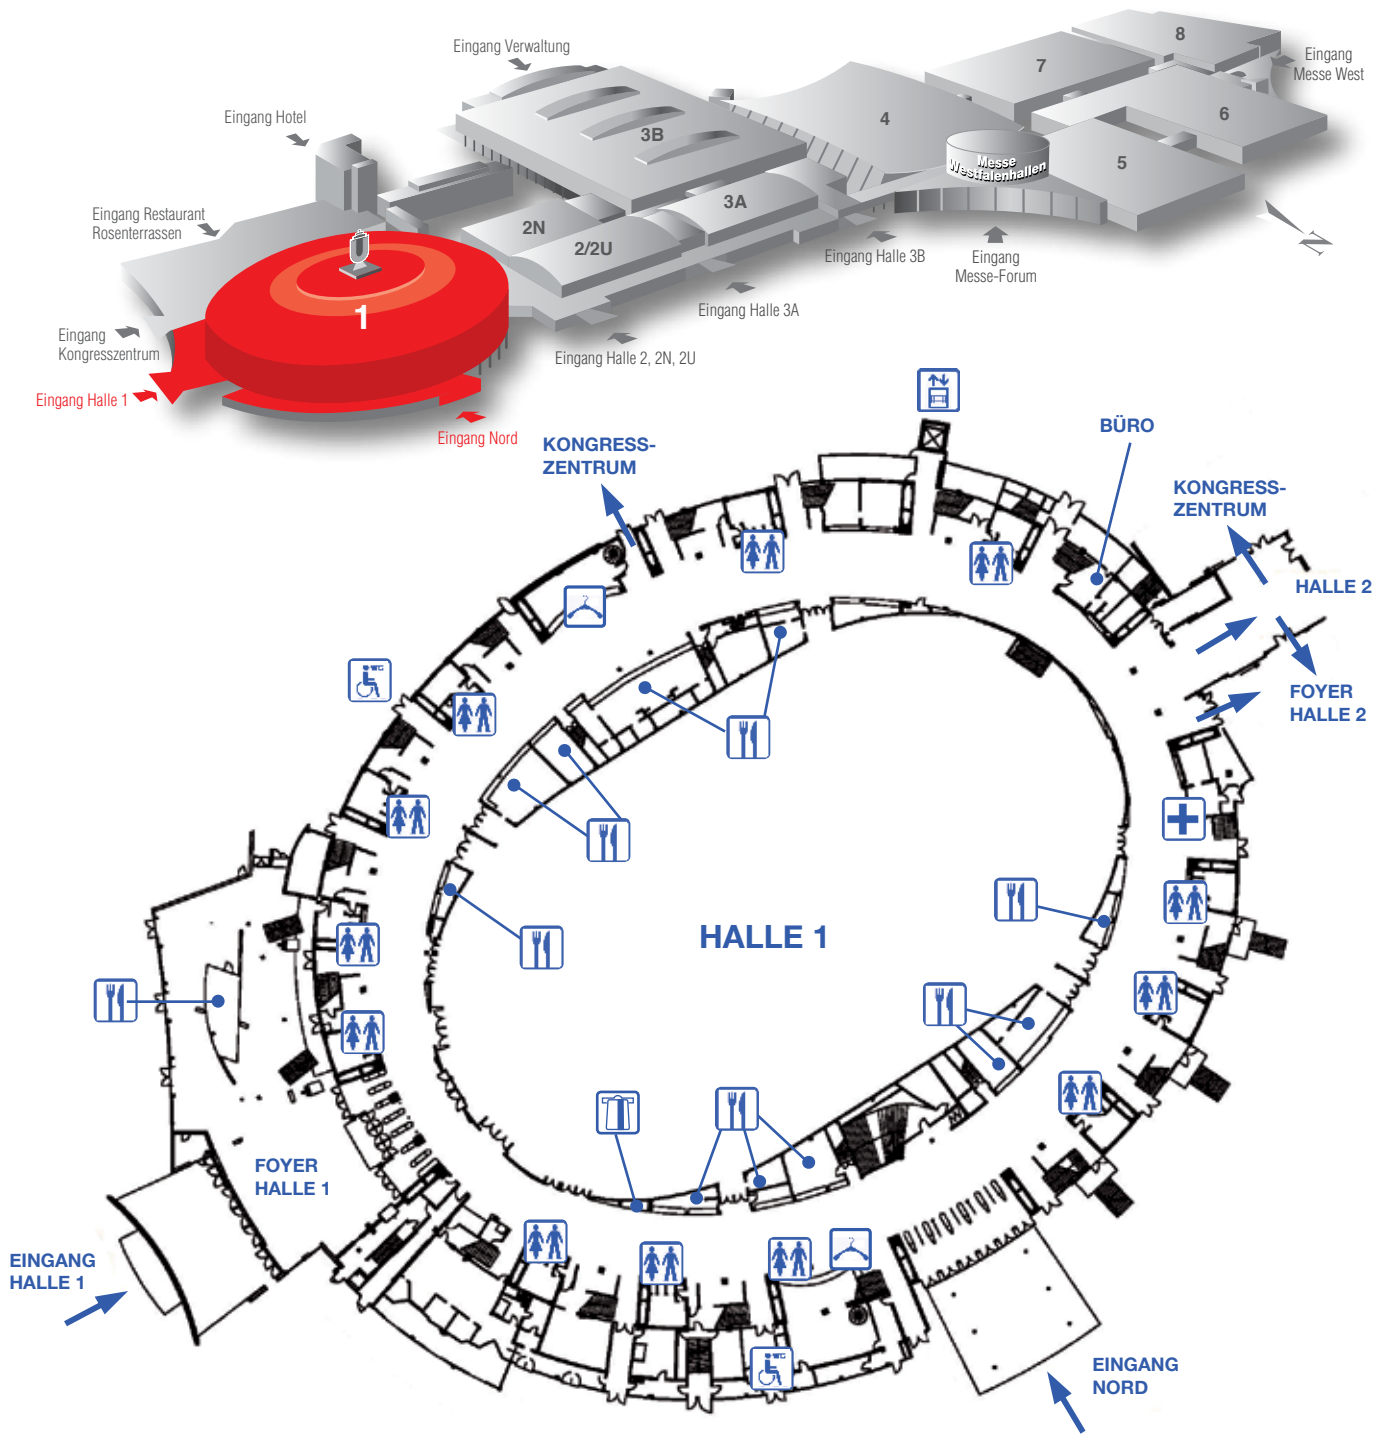 Eingang Verwaltung
8
Eingang
Messe West
7
Eingang Hotel
4
6
3B
Messe
Westfalenhallen
5
Eingang Restaurant
Rosenterrassen
3A
2N
2/2U
N
Eingang Halle 3B
Eingang
Messe-Forum
Eingang Halle 3A
1
Eingang
Kongresszentrum
Eingang Halle 2, 2N, 2U
Eingang Halle 1
Eingang Nord
KONGRESS-
ZENTRUM
BÜRO
KONGRESS-
ZENTRUM
HALLE 2
WC
FOYER
HALLE 2
HALLE 1
FOYER
HALLE 1
EINGANG
HALLE 1
WC
EINGANG
NORD